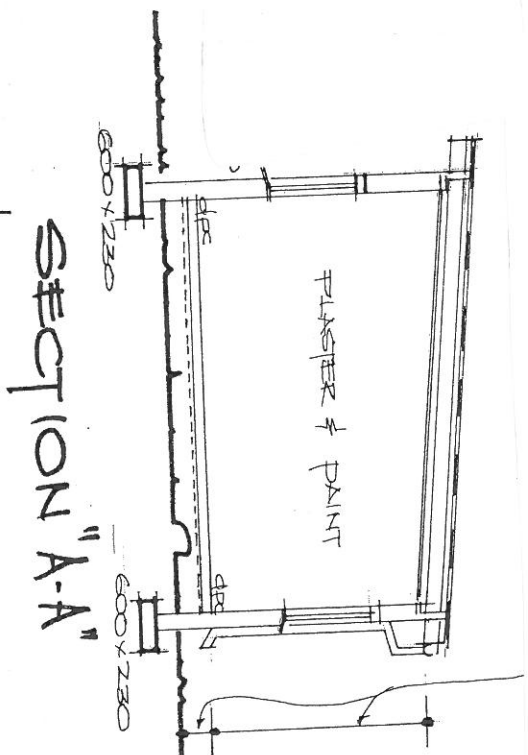 PLASTER & PAINT
dpc
dpc
600 x 230
600 x 230
SECTION "A-A"